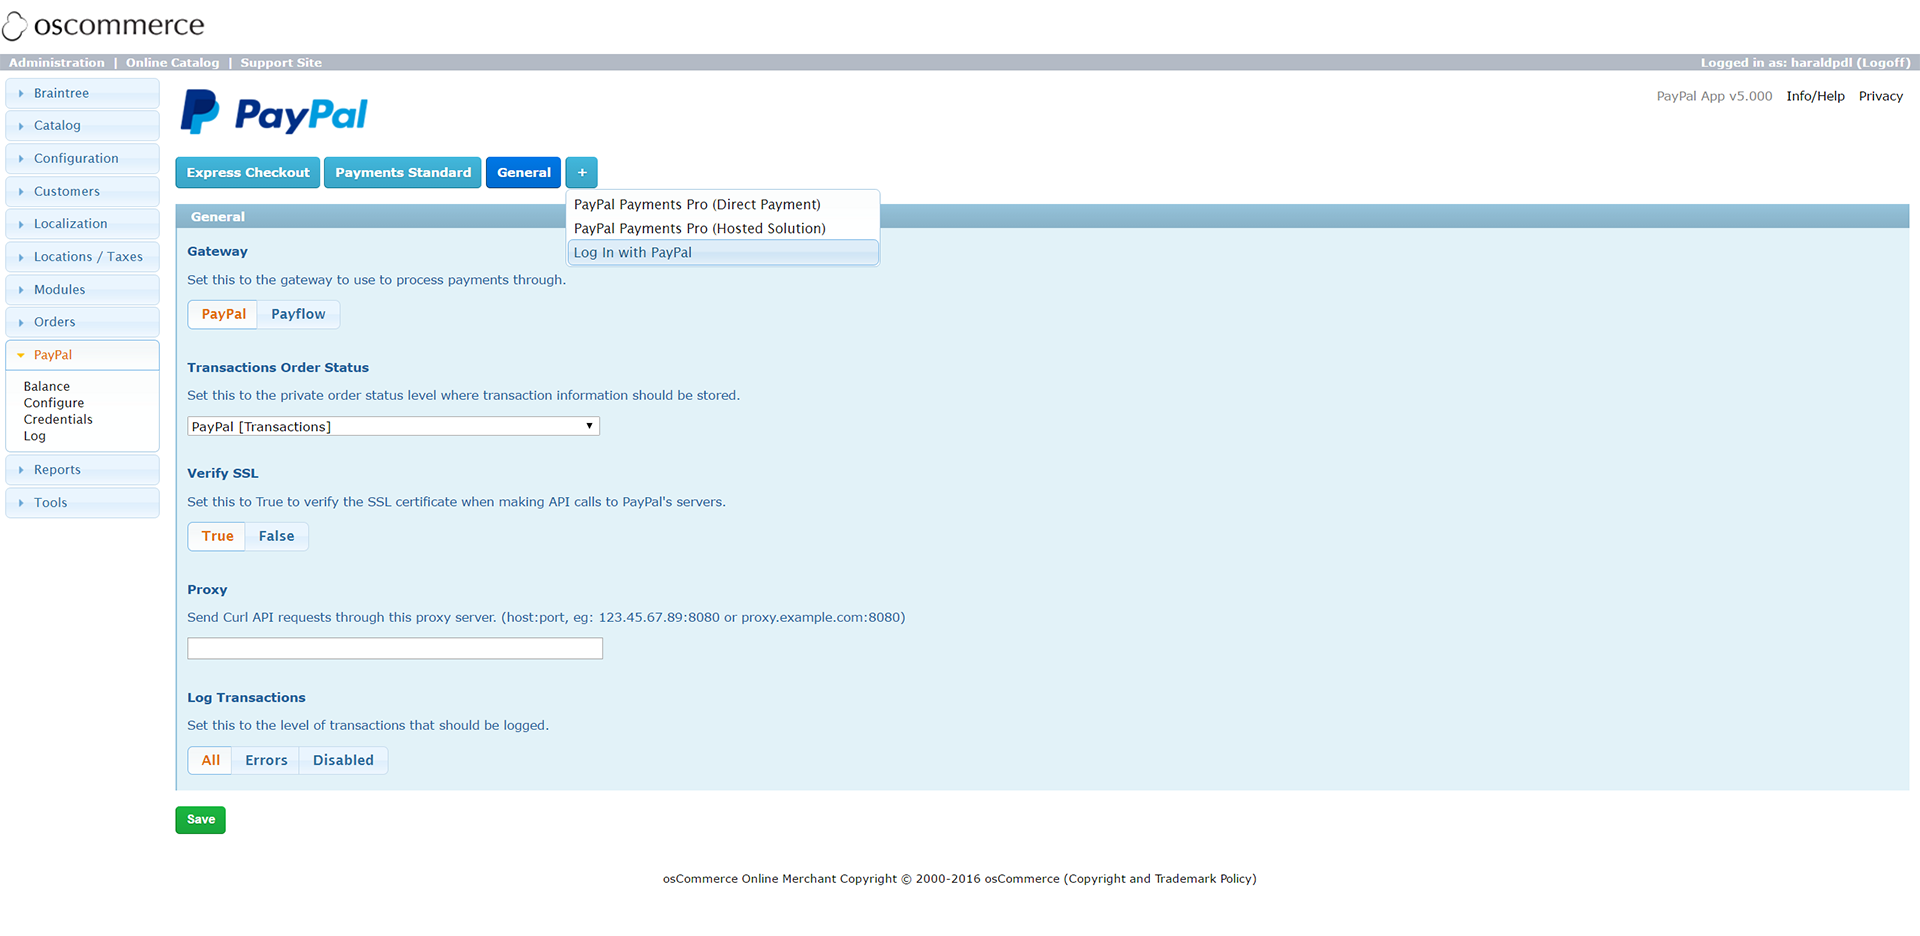 oscommerce
Administration | Online Catalog | Support Site
Logged in as: haraldpdl (Logoff)
Braintree
Catalog
Configuration
Customers
Localization
Locations / Taxes
Modules
Orders
PayPal
Balance
Configure
Credentials
Log
Reports
Tools
PayPal
PayPal App v5.000 Info/Help Privacy
Express Checkout Payments Standard General +
PayPal Payments Pro (Direct Payment)
PayPal Payments Pro (Hosted Solution)
Log In with PayPal
General
Gateway
Set this to the gateway to use to process payments through.
PayPal Payflow
Transactions Order Status
Set this to the private order status level where transaction information should be stored.
PayPal [Transactions]
Verify SSL
Set this to True to verify the SSL certificate when making API calls to PayPal's servers.
True False
Proxy
Send Curl API requests through this proxy server. (host:port, eg: 123.45.67.89:8080 or proxy.example.com:8080)
Log Transactions
Set this to the level of transactions that should be logged.
All Errors Disabled
Save
osCommerce Online Merchant Copyright © 2000-2016 osCommerce (Copyright and Trademark Policy)